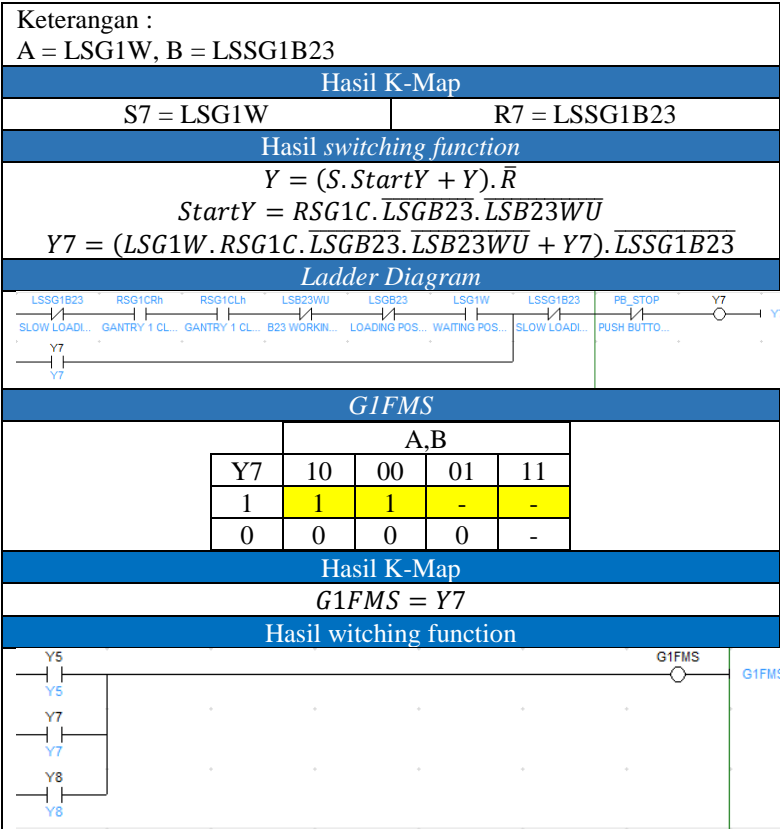 Keterangan :
A = LSG1W, B = LSSG1B23
Hasil K-Map
S7 = LSG1W R7 = LSSG1B23
Hasil switching function
𝑌 = (𝑆. 𝑆𝑡𝑎𝑟𝑡𝑌 + 𝑌). R̅
𝑆𝑡𝑎𝑟𝑡𝑌 = 𝑅𝑆𝐺1𝐶. L̅S̅G̅B̅2̅3̅. L̅S̅B̅2̅3̅W̅U̅
𝑌7 = (𝐿𝑆𝐺1𝑊. 𝑅𝑆𝐺1𝐶. L̅S̅G̅B̅2̅3̅. L̅S̅B̅2̅3̅W̅U̅ + 𝑌7). L̅S̅S̅G̅1̅B̅2̅3̅
Ladder Diagram
LSSG1B23 RSG1CRh RSG1CLh LSB23WU LSGB23 LSG1W LSSG1B23 PB_STOP Y7
SLOW LOADI... GANTRY 1 CL... GANTRY 1 CL... B23 WORKIN... LOADING POS... WAITING POS... SLOW LOADI... PUSH BUTTO...
Y7
Y7
G1FMS
A,B
Y7 10 00 01 11
1 1 1 - -
0 0 0 0 -
Hasil K-Map
𝐺1𝐹𝑀𝑆 = 𝑌7
Hasil witching function
Y5 G1FMS
Y5 G1FMS
Y7
Y7
Y8
Y8